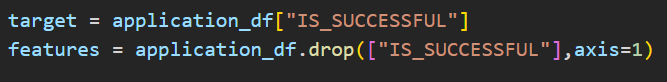 target = application_df["IS_SUCCESSFUL"]
features = application_df.drop(["IS_SUCCESSFUL"],axis=1)